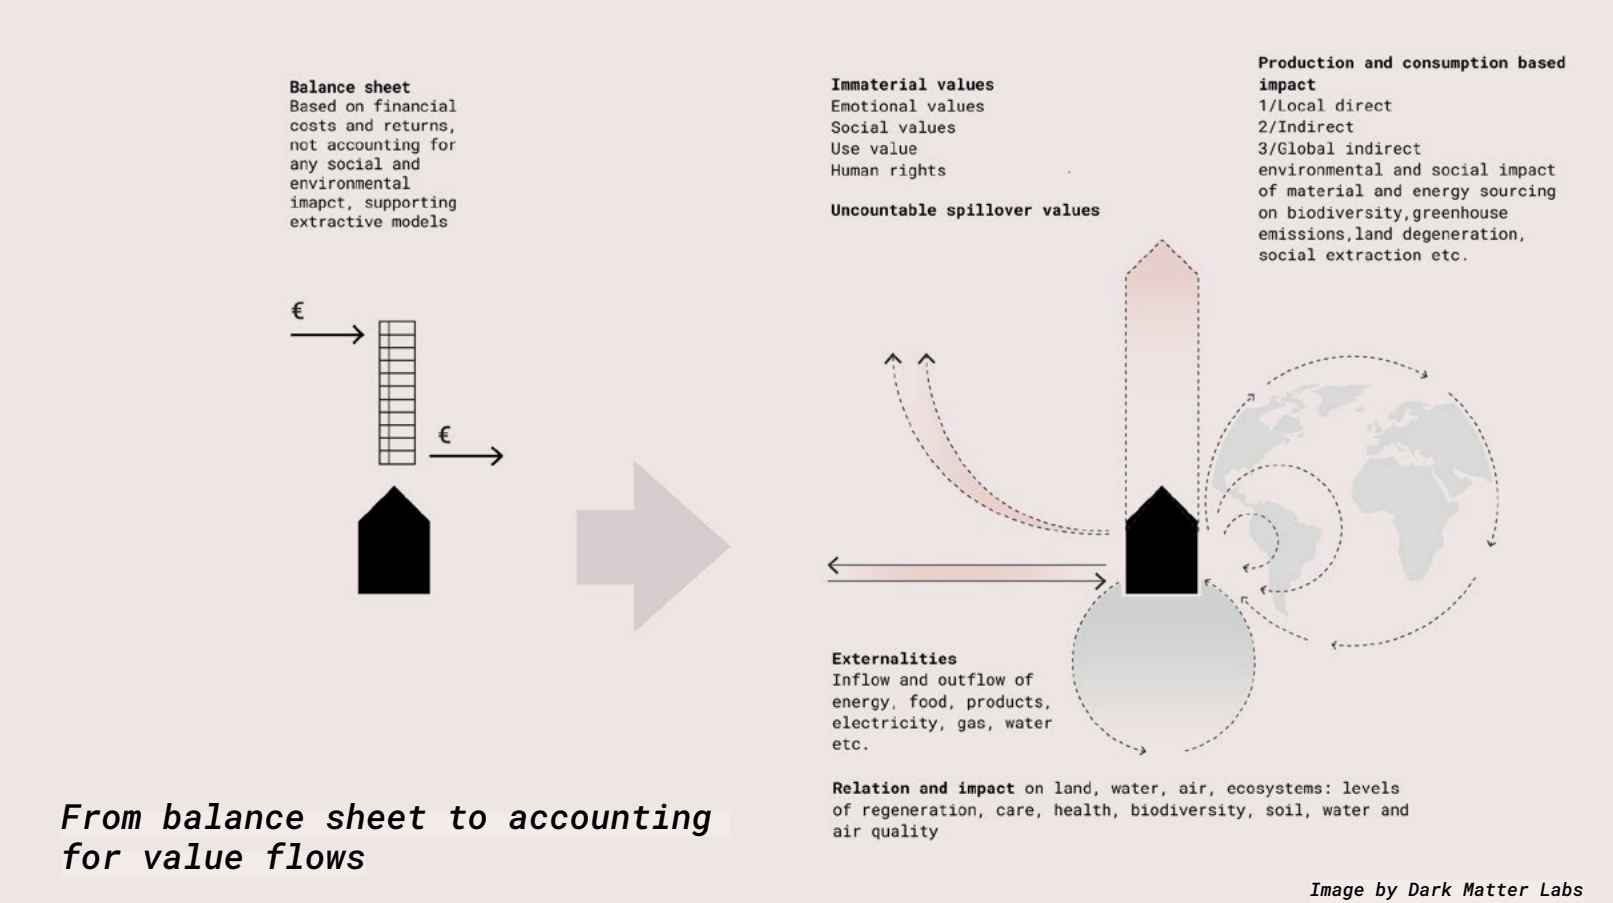 Balance sheet
Based on financial
costs and returns,
not accounting for
any social and
environmental
imapct, supporting
extractive models
€
€
Immaterial values
Emotional values
Social values
Use value
Human rights
Uncountable spillover values
Production and consumption based
impact
1/Local direct
2/Indirect
3/Global indirect
environmental and social impact
of material and energy sourcing
on biodiversity,greenhouse
emissions,land degeneration,
social extraction etc.
Externalities
Inflow and outflow of
energy, food, products,
electricity, gas, water
etc.
Relation and impact on land, water, air, ecosystems: levels
of regeneration, care, health, biodiversity, soil, water and
air quality
From balance sheet to accounting
for value flows
Image by Dark Matter Labs